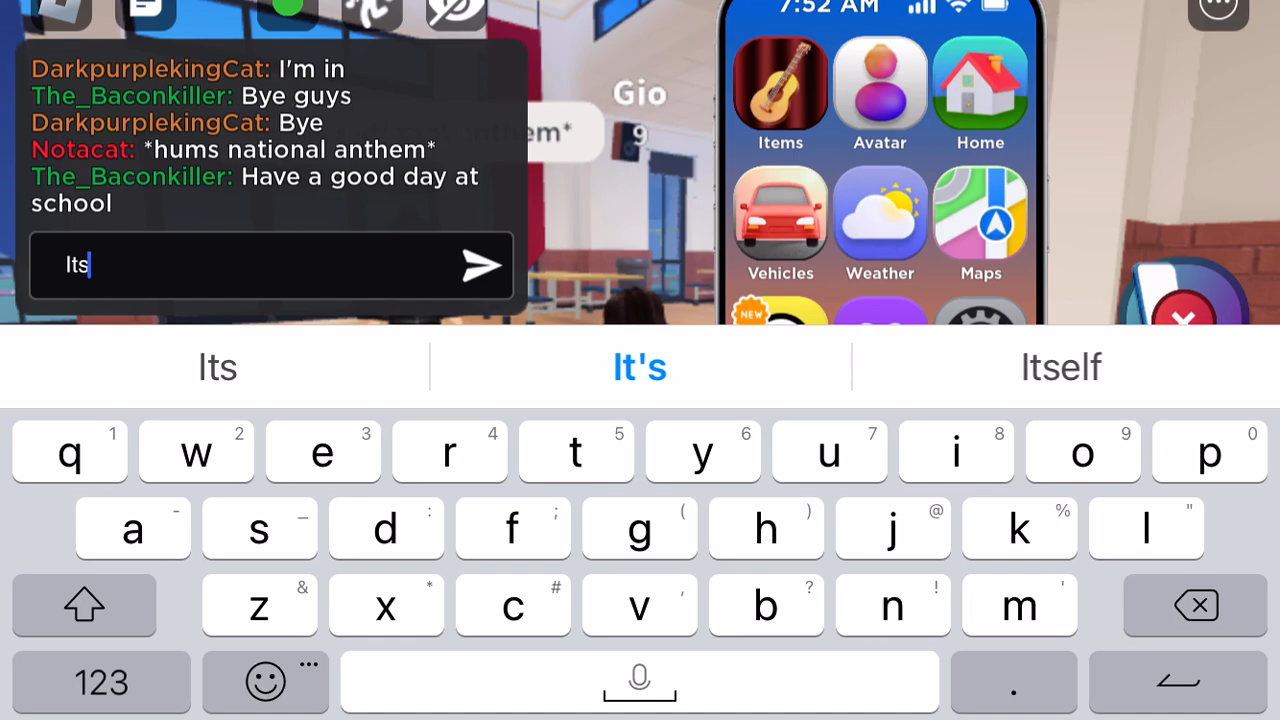 7:52 AM
DarkpurplekingCat: I'm in
The_Baconkiller: Bye guys
DarkpurplekingCat: Bye
Notacat: *hums national anthem*
The_Baconkiller: Have a good day at
school
Its
Gio
9
Items Avatar Home
Vehicles Weather Maps
NEW
Its It's Itself
q 1 w 2 e 3 r 4 t 5 y 6 u 7 i 8 o 9 p 0
a - s _ d : f ; g ( h ) j @ k % l "
z & x * c # v , b ? n ! m '
123 .